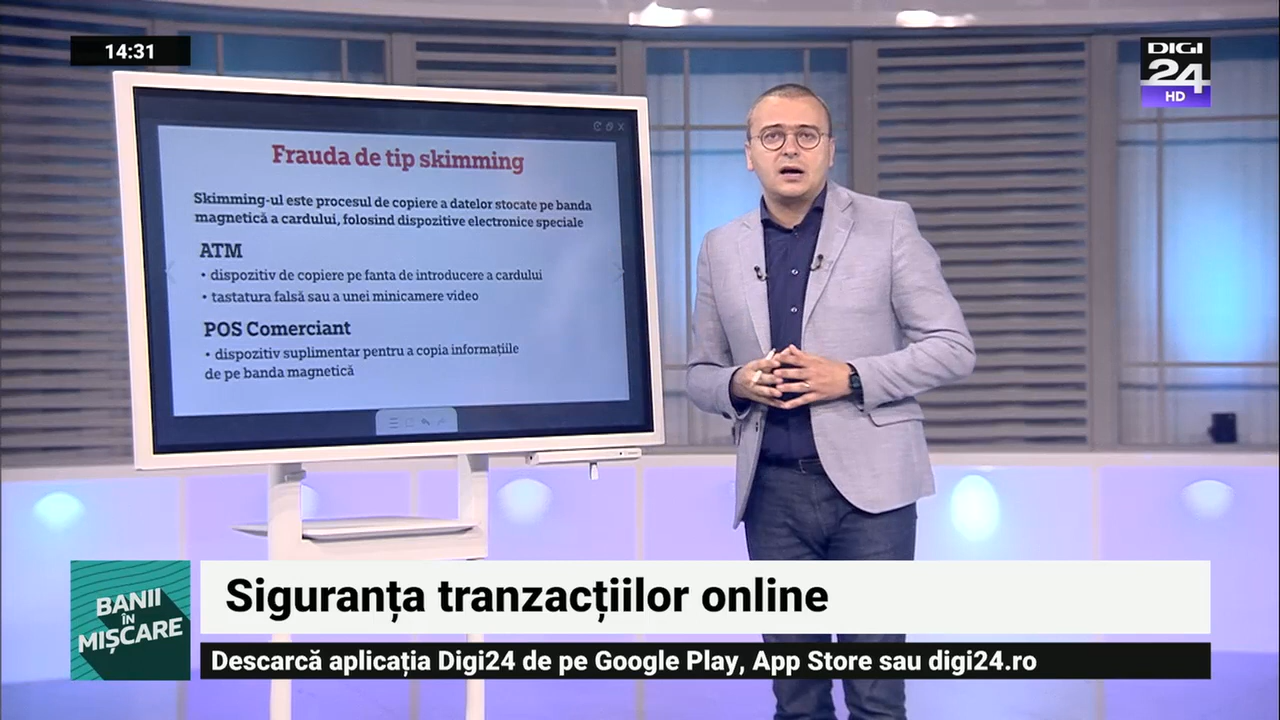 14:31
DIGI
24
HD
Frauda de tip skimming
Skimming-ul este procesul de copiere a datelor stocate pe banda
magnetică a cardului, folosind dispozitive electronice speciale
ATM
• dispozitiv de copiere pe fanta de introducere a cardului
• tastatura falsă sau a unei minicamere video
POS Comerciant
• dispozitiv suplimentar pentru a copia informațiile
de pe banda magnetică
BANII
ÎN
MIȘCARE
Siguranța tranzacțiilor online
Descarcă aplicația Digi24 de pe Google Play, App Store sau digi24.ro